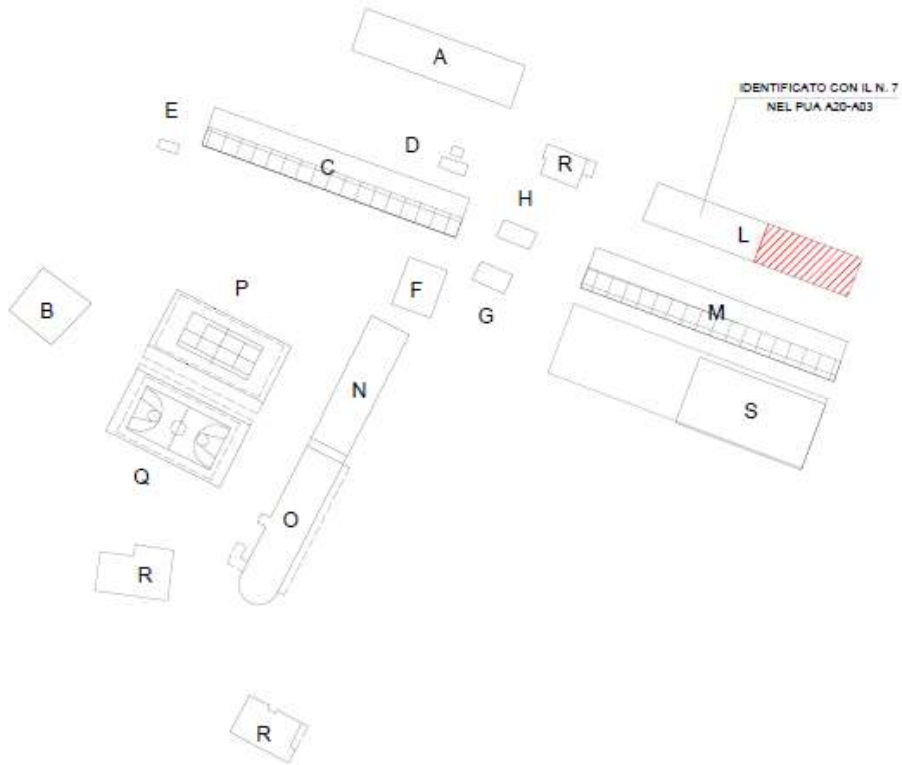 A
IDENTIFICATO CON IL N. 7
NEL PUA A20-A03
E
D
C
R
H
L
B
P
F
G
M
N
S
Q
O
R
R